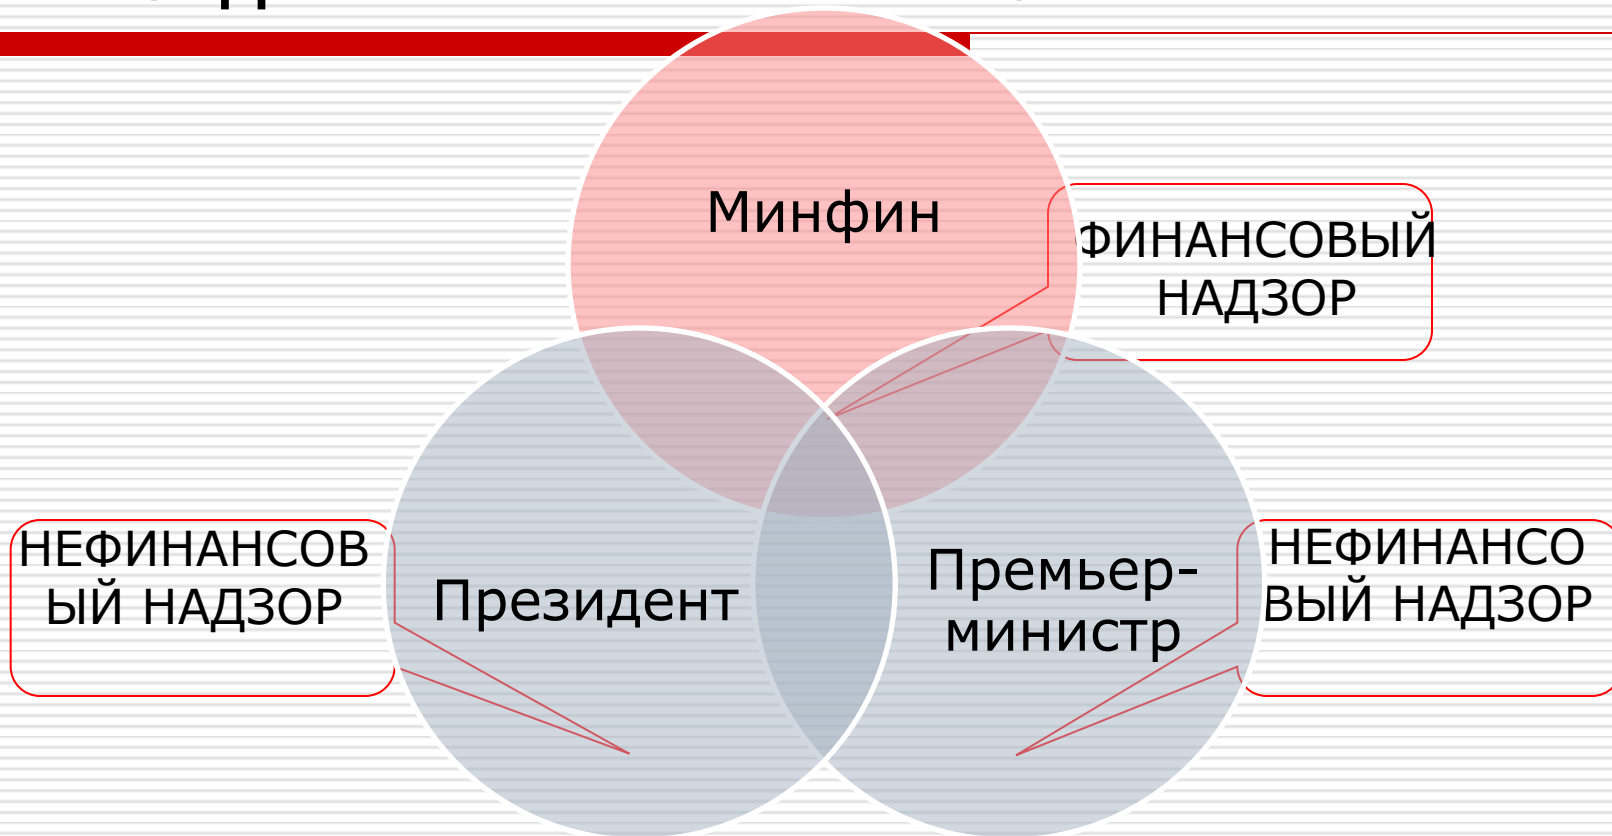 Минфин
ФИНАНСОВЫЙ
НАДЗОР
НЕФИНАНСОВ
ЫЙ НАДЗОР
Президент
Премьер-
министр
НЕФИНАНСО
ВЫЙ НАДЗОР